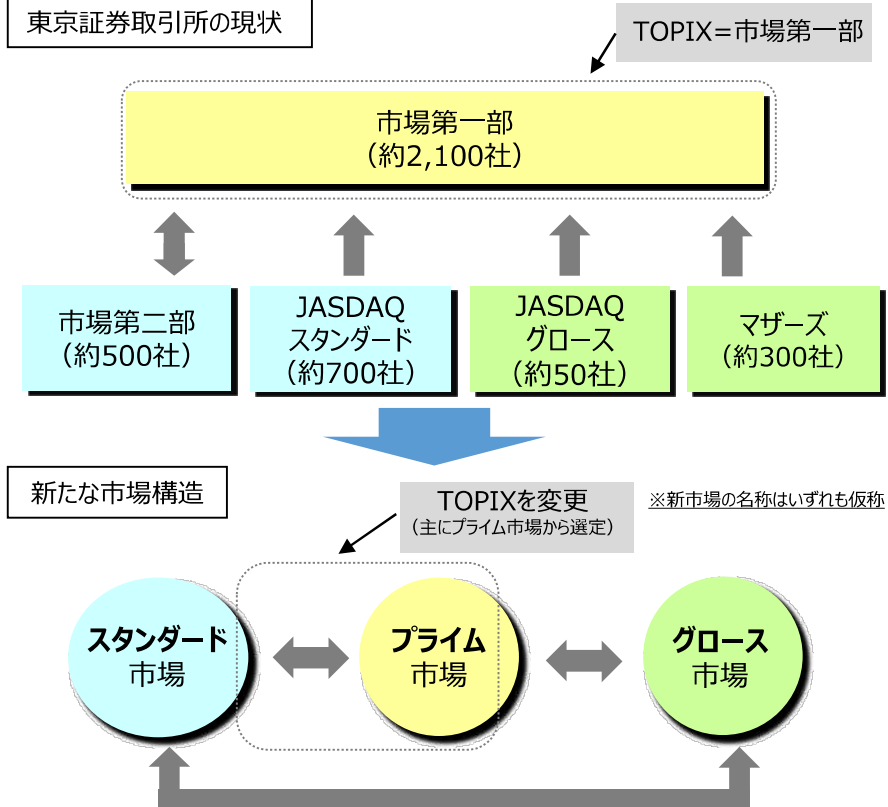 東京証券取引所の現状
TOPIX=市場第一部
市場第一部
（約2,100社）
市場第二部
（約500社）
JASDAQ
スタンダード
（約700社）
JASDAQ
グロース
（約50社）
マザーズ
（約300社）
新たな市場構造
TOPIXを変更
（主にプライム市場から選定）
※新市場の名称はいずれも仮称
スタンダード
市場
プライム
市場
グロース
市場